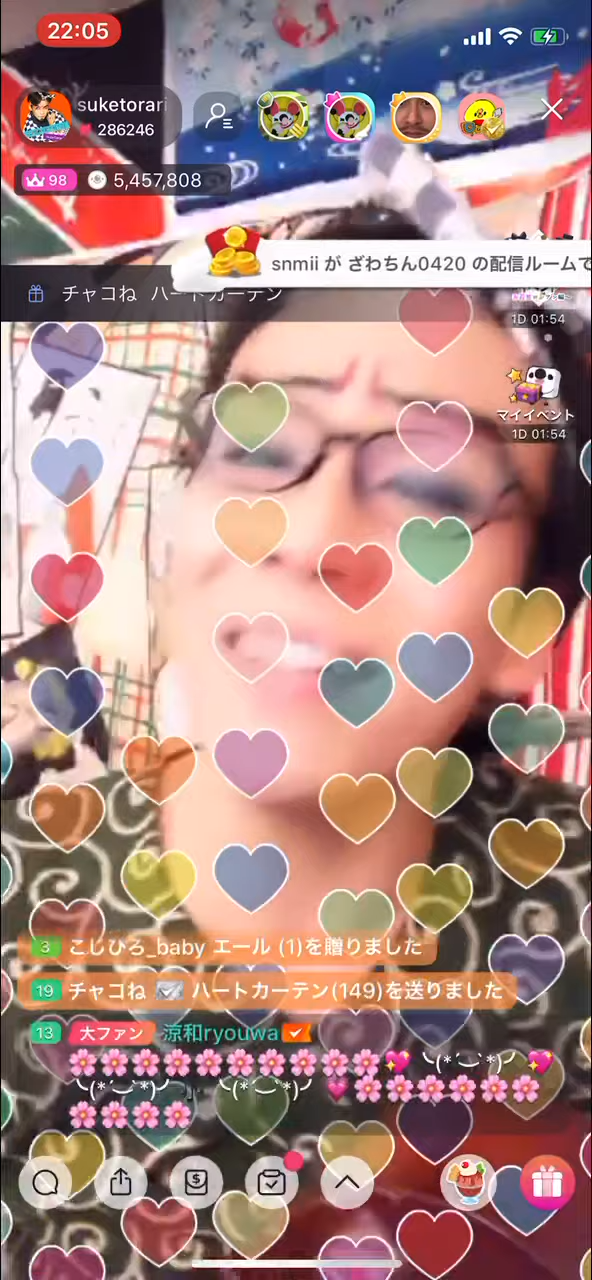 22:05
suketorari
286246
98
5,457,808
snmii が ざわちん0420 の配信ルームで
チャコね ハートカーテン
1D 01:54
マイイベント
1D 01:54
3 こじひろ_baby エール (1)を贈りました
19 チャコね ハートカーテン(149)を送りました
13 大ファン 涼和ryouwa
🌸🌸🌸🌸🌸🌸🌸🌸🌸🌸💖 ╰(*´︶`*)╯ 💖
╰(*´︶`*)╯ ╰(*´︶`*)╯ 💗🌸🌸🌸🌸🌸🌸
🌸🌸🌸🌸